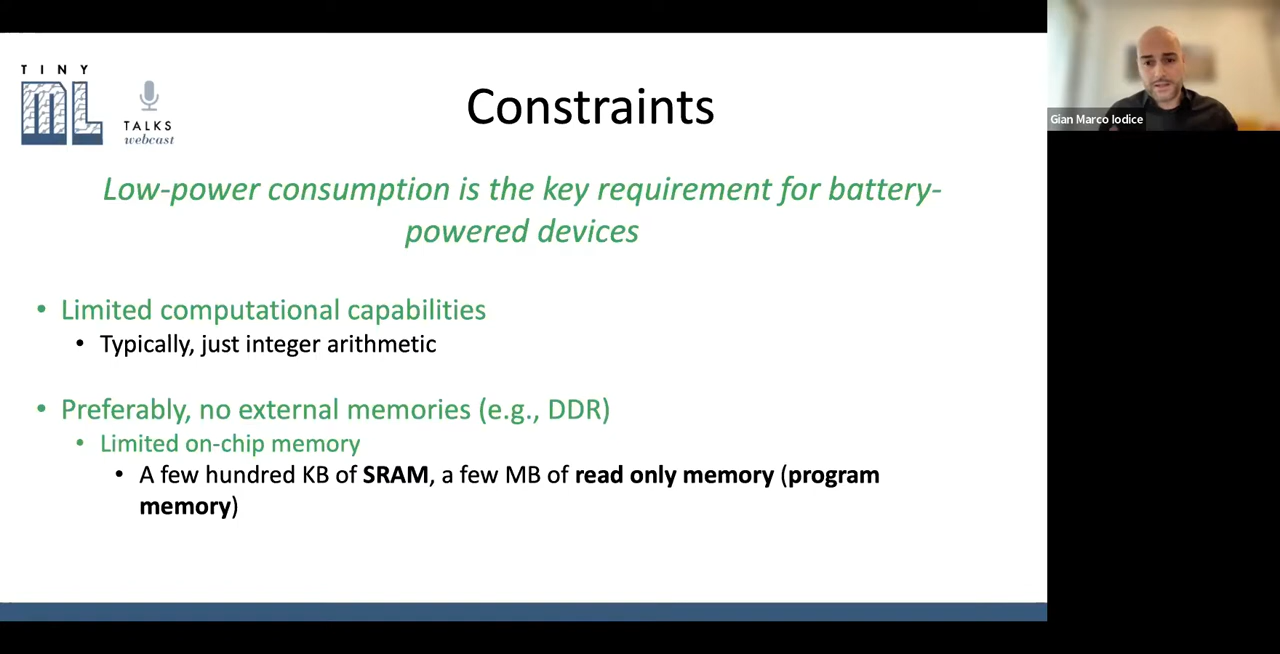 TINY
ML
TALKS
webcast
Constraints
Low-power consumption is the key requirement for battery-
powered devices
• Limited computational capabilities
• Typically, just integer arithmetic
• Preferably, no external memories (e.g., DDR)
• Limited on-chip memory
• A few hundred KB of SRAM, a few MB of read only memory (program
memory)
Gian Marco Iodice